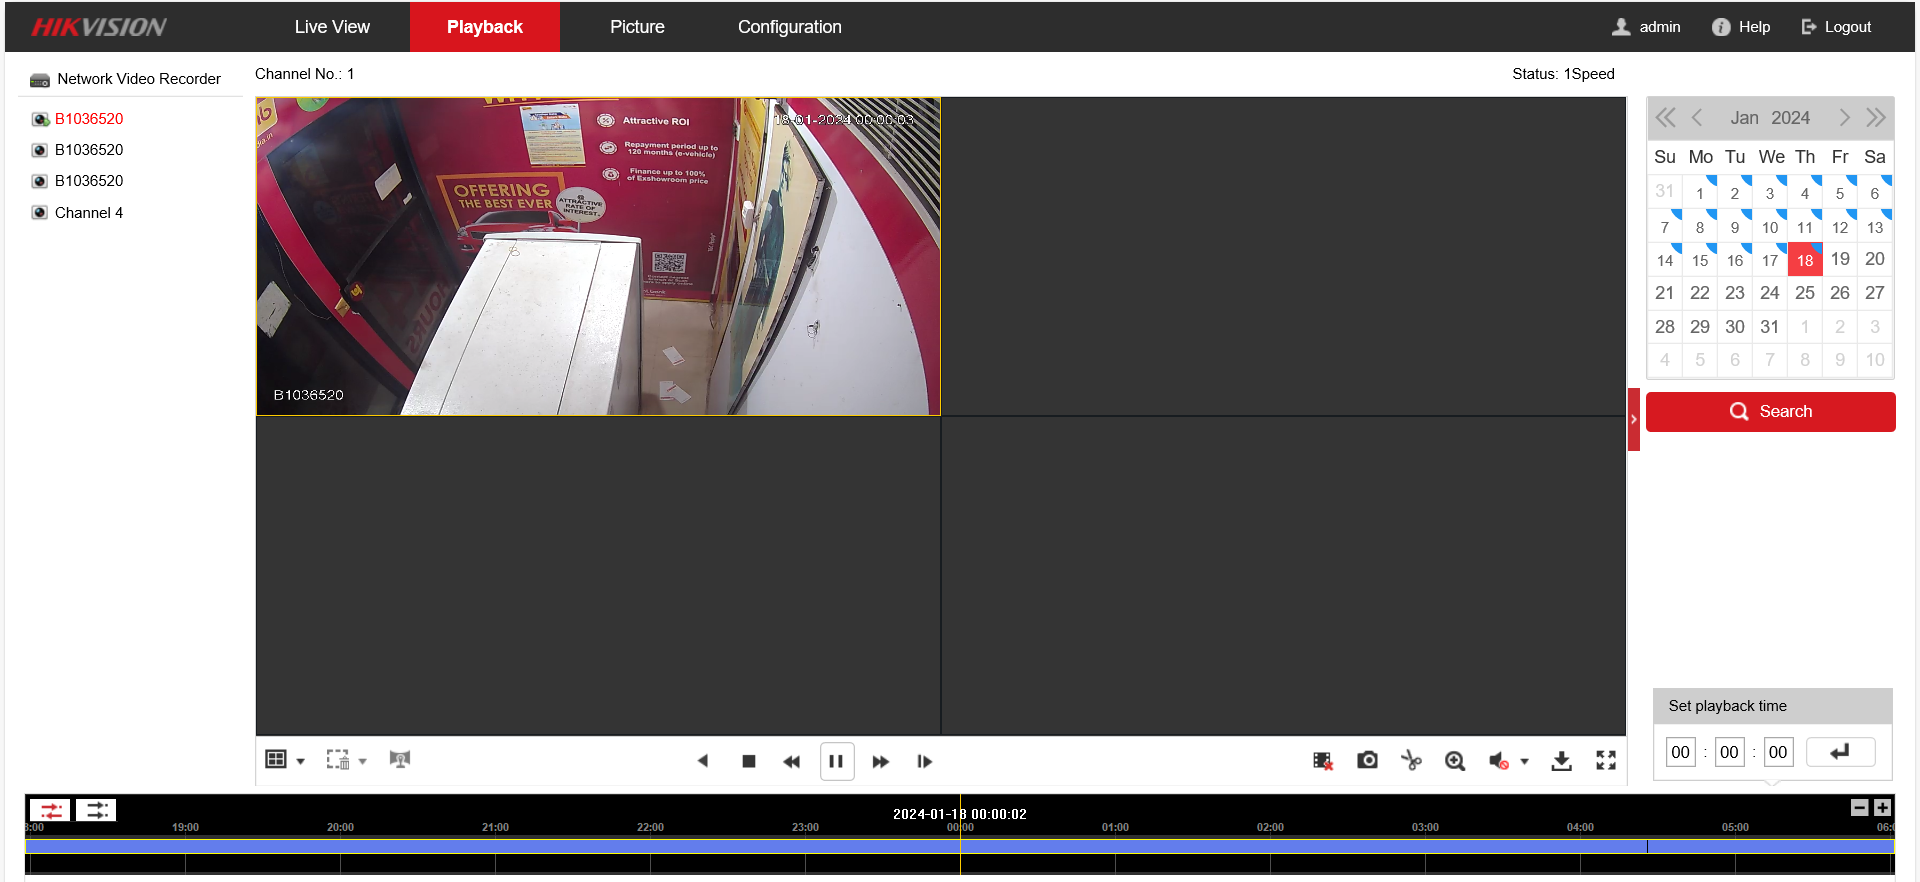 HIKVISION
Live View
Playback
Picture
Configuration
admin
Help
Logout
Network Video Recorder
B1036520
B1036520
B1036520
Channel 4
Channel No.: 1
Status: 1Speed
18-01-2024 00:00:03
Attractive ROI
Repayment period up to
120 months (e-vehicle)
Finance up to 100%
of Exshowroom price
OFFERING
THE BEST EVER
ATTRACTIVE
RATE OF
INTEREST.
HOURS
B1036520
Jan 2024
Su Mo Tu We Th Fr Sa
31 1 2 3 4 5 6
7 8 9 10 11 12 13
14 15 16 17 18 19 20
21 22 23 24 25 26 27
28 29 30 31 1 2 3
4 5 6 7 8 9 10
Search
Set playback time
00 : 00 : 00
2024-01-18 00:00:02
8:00 19:00 20:00 21:00 22:00 23:00 00:00 01:00 02:00 03:00 04:00 05:00 06:0